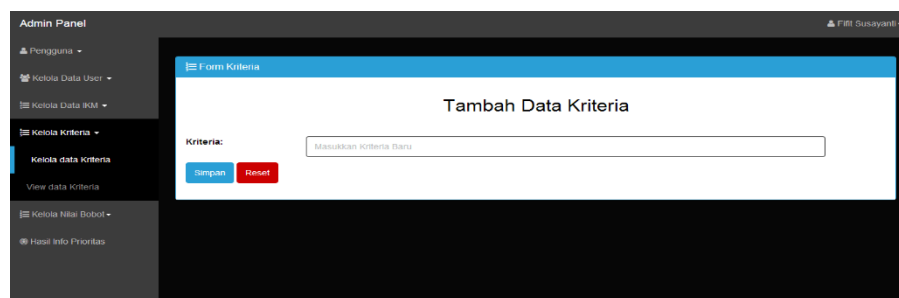 Admin Panel
Fifit Susayanti
Pengguna
Kelola Data User
Kelola Data IKM
Kelola Kriteria
Kelola data Kriteria
View data Kriteria
Kelola Nilai Bobot
Hasil Info Prioritas
Form Kriteria
Tambah Data Kriteria
Kriteria:
Masukkan Kriteria Baru
Simpan Reset